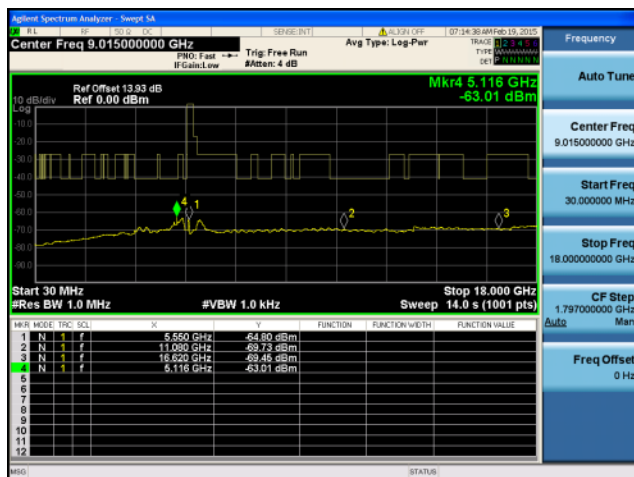 Agilent Spectrum Analyzer - Swept SA
RL RF 50 Ω DC SENSE:INT ALIGN OFF 07:14:38 AM Feb 19, 2015
Center Freq 9.015000000 GHz Avg Type: Log-Pwr TRACE 1 2 3 4 5 6
PNO: Fast Trig: Free Run TYPE
IFGain:Low #Atten: 4 dB DET P N N N N N
Mkr4 5.116 GHz
-63.01 dBm
Ref Offset 13.93 dB
10 dB/div Ref 0.00 dBm
Log
-10.0
-20.0
-30.0
-40.0
-50.0
-60.0
-70.0
-80.0
-90.0
4 1 2 3
Start 30 MHz Stop 18.000 GHz
#Res BW 1.0 MHz #VBW 1.0 kHz Sweep 14.0 s (1001 pts)
MKR MODE TRC SCL X Y FUNCTION FUNCTION WIDTH FUNCTION VALUE
1 N 1 f 5.550 GHz -64.80 dBm
2 N 1 f 11.080 GHz -69.73 dBm
3 N 1 f 16.620 GHz -69.45 dBm
4 N 1 f 5.116 GHz -63.01 dBm
5
6
7
8
9
10
11
12
MSG STATUS
Frequency
Auto Tune
Center Freq
9.015000000 GHz
Start Freq
30.000000 MHz
Stop Freq
18.000000000 GHz
CF Step
1.797000000 GHz
Auto Man
Freq Offset
0 Hz